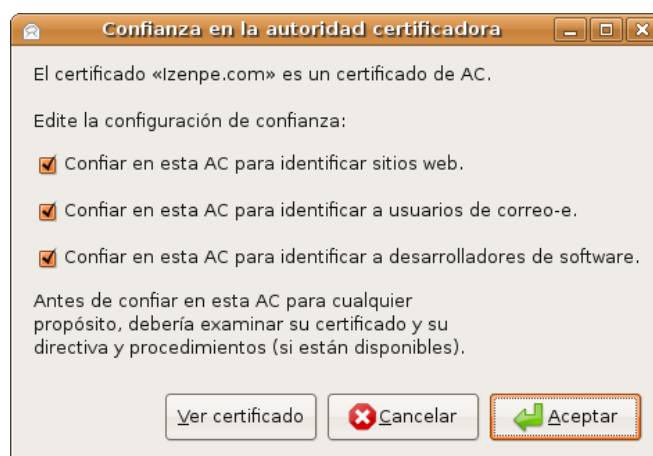 Confianza en la autoridad certificadora
El certificado «Izenpe.com» es un certificado de AC.
Edite la configuración de confianza:
Confiar en esta AC para identificar sitios web.
Confiar en esta AC para identificar a usuarios de correo-e.
Confiar en esta AC para identificar a desarrolladores de software.
Antes de confiar en esta AC para cualquier
propósito, debería examinar su certificado y su
directiva y procedimientos (si están disponibles).
Ver certificado
Cancelar
Aceptar